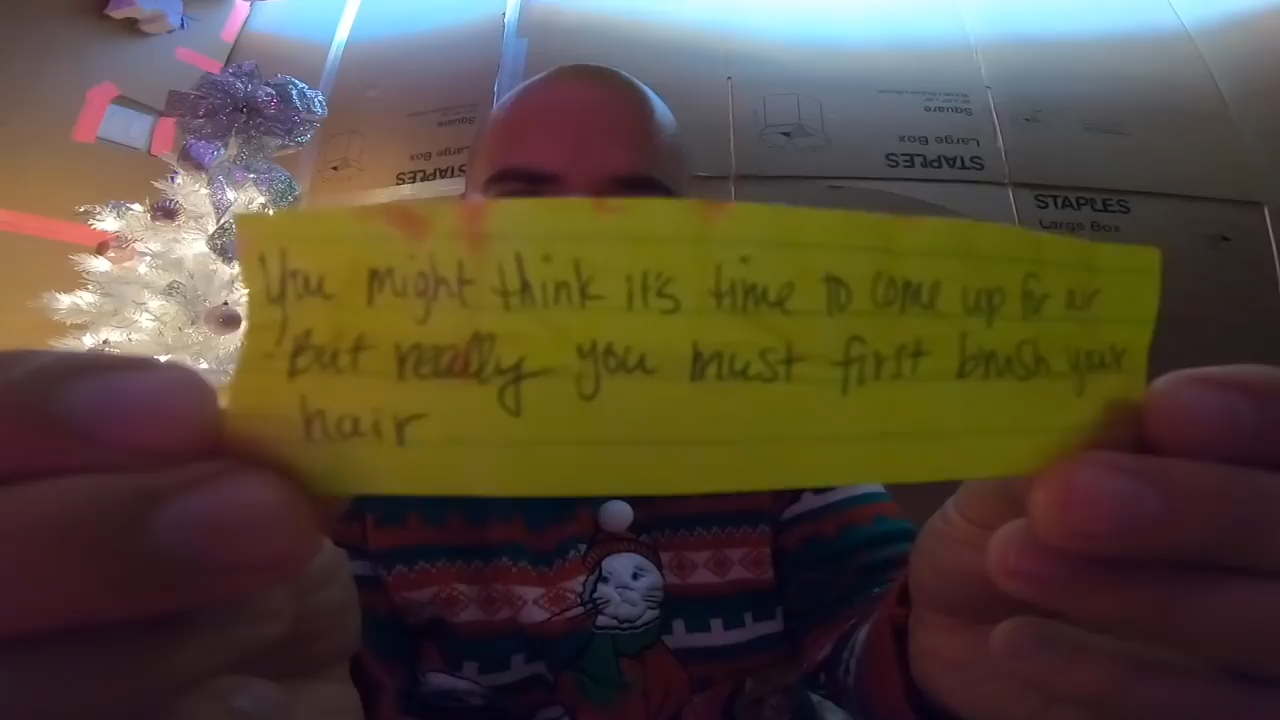 Square
Large Box
STAPLES
Square
Large Box
STAPLES
STAPLES
Large Box
You might think it's time to come up for air
But really you must first brush your
hair